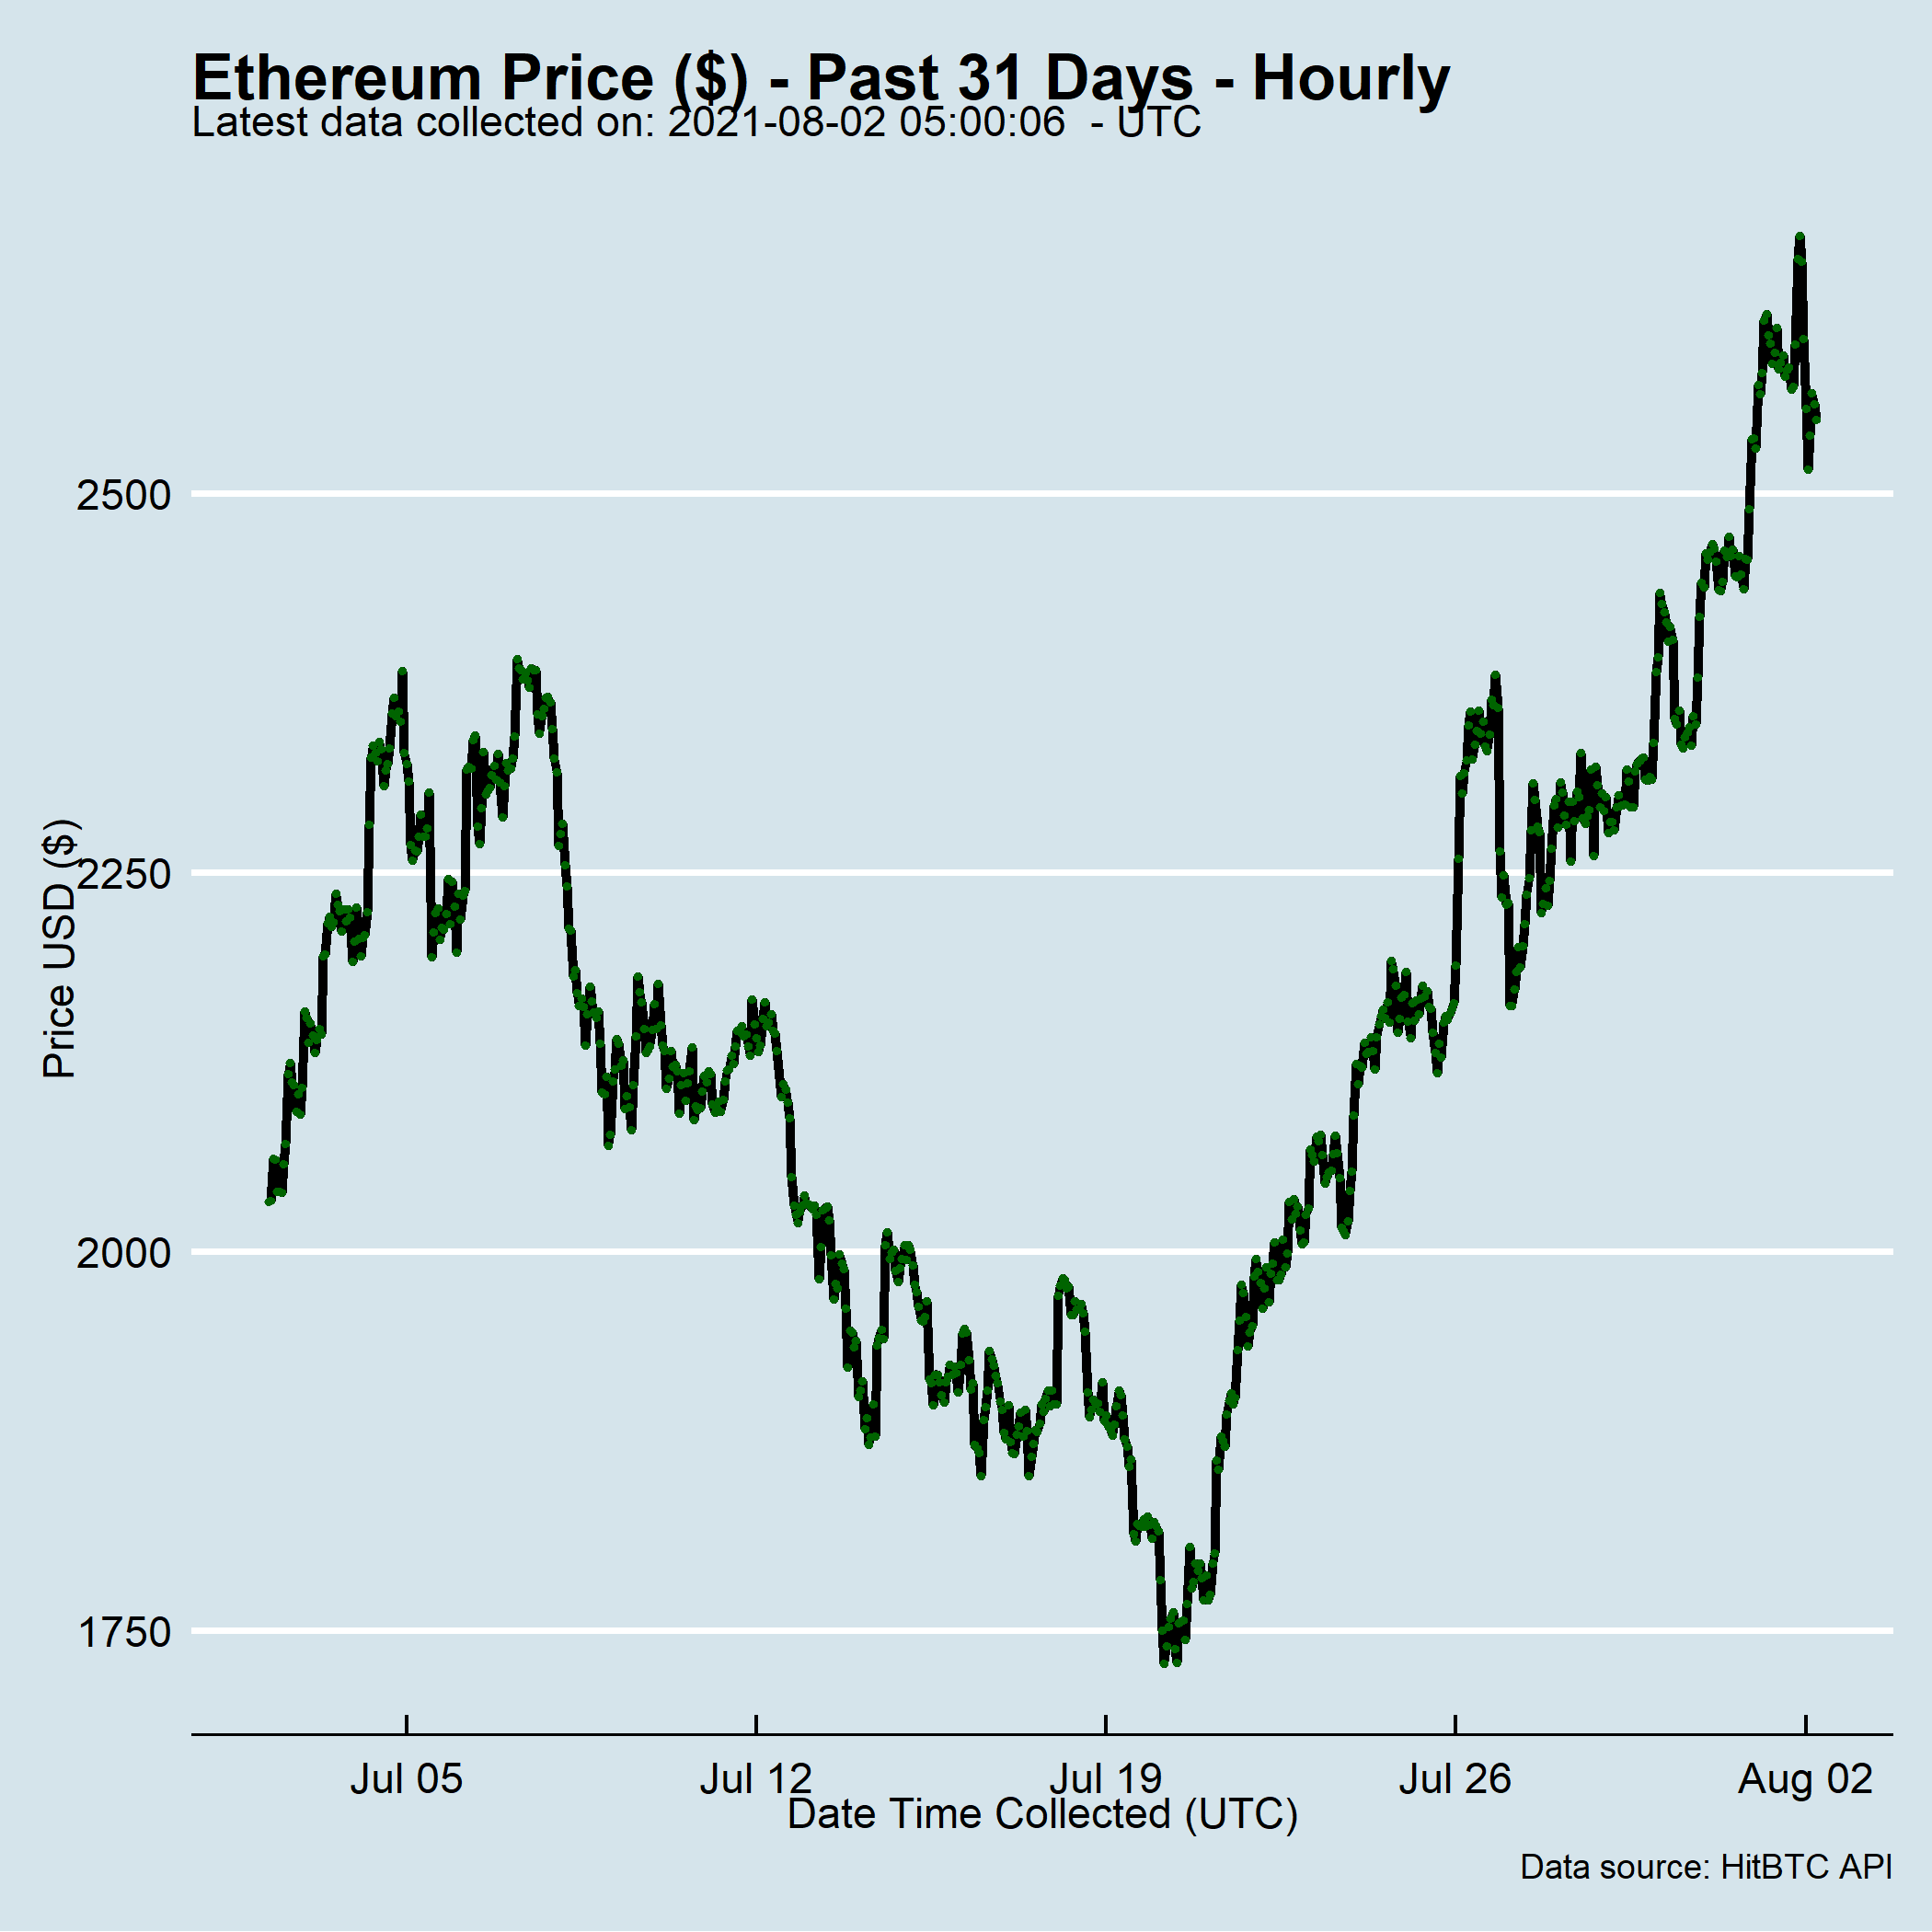 Ethereum Price ($) - Past 31 Days - Hourly
Latest data collected on: 2021-08-02 05:00:06  - UTC
Price USD ($)
2500
2250
2000
1750
Jul 05
Jul 12
Jul 19
Jul 26
Aug 02
Date Time Collected (UTC)
Data source: HitBTC API